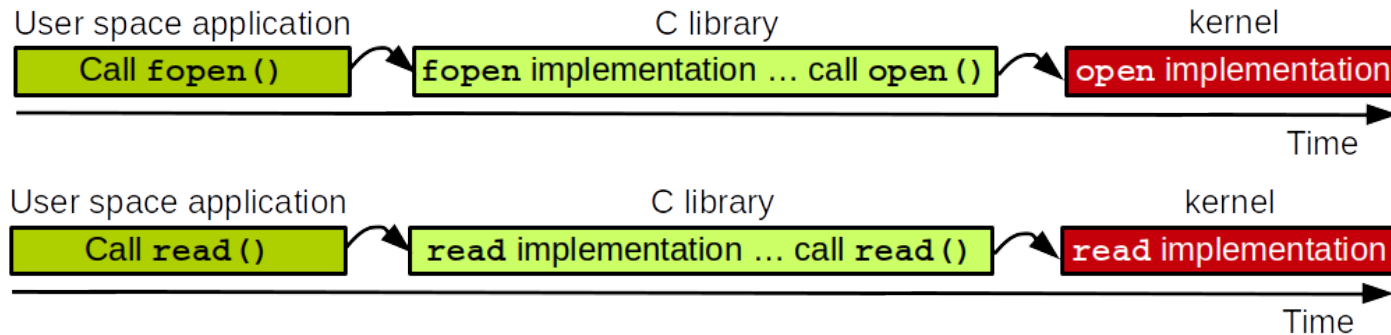 User space application C library kernel
Call fopen() fopen implementation … call open() open implementation
Time
User space application C library kernel
Call read() read implementation … call read() read implementation
Time